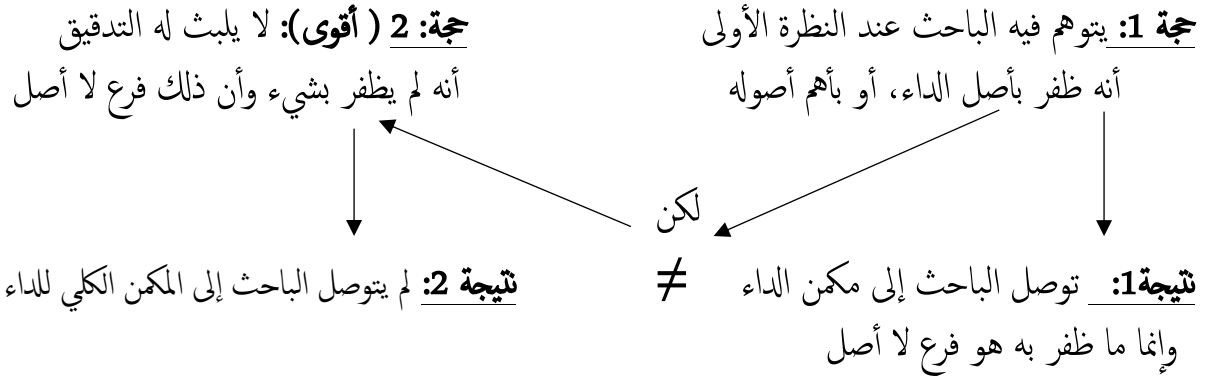 حجة 1: يتوهم فيه الباحث عند النظرة الأولى
أنه ظفر بأصل الداء، أو بأهم أصوله
حجة: 2 ( أقوى): لا يلبث له التدقيق
أنه لم يظفر بشيء وأن ذلك فرع لا أصل
لكن
نتيجة1: توصل الباحث إلى مكمن الداء
≠
نتيجة 2: لم يتوصل الباحث إلى المكمن الكلي للداء
وإنما ما ظفر به هو فرع لا أصل